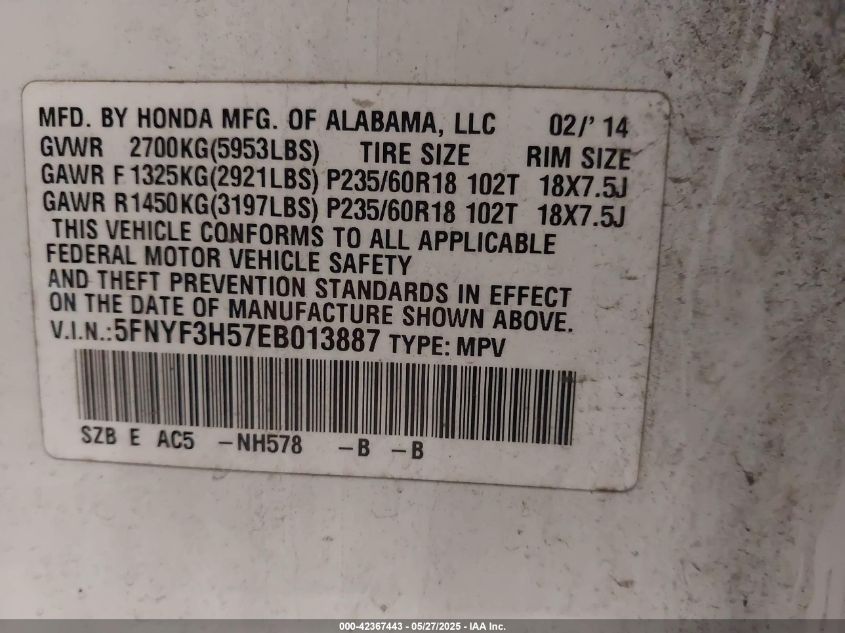 MFD. BY HONDA MFG. OF ALABAMA, LLC 02/' 14
GVWR 2700KG(5953LBS) TIRE SIZE RIM SIZE
GAWR F 1325KG(2921LBS) P235/60R18 102T 18X7.5J
GAWR R1450KG(3197LBS) P235/60R18 102T 18X7.5J
THIS VEHICLE CONFORMS TO ALL APPLICABLE
FEDERAL MOTOR VEHICLE SAFETY
AND THEFT PREVENTION STANDARDS IN EFFECT
ON THE DATE OF MANUFACTURE SHOWN ABOVE.
V.I.N.:5FNYF3H57EB013887 TYPE: MPV
SZB E AC5 -NH578 -B -B
000-42367443 - 05/27/2025 - IAA Inc.